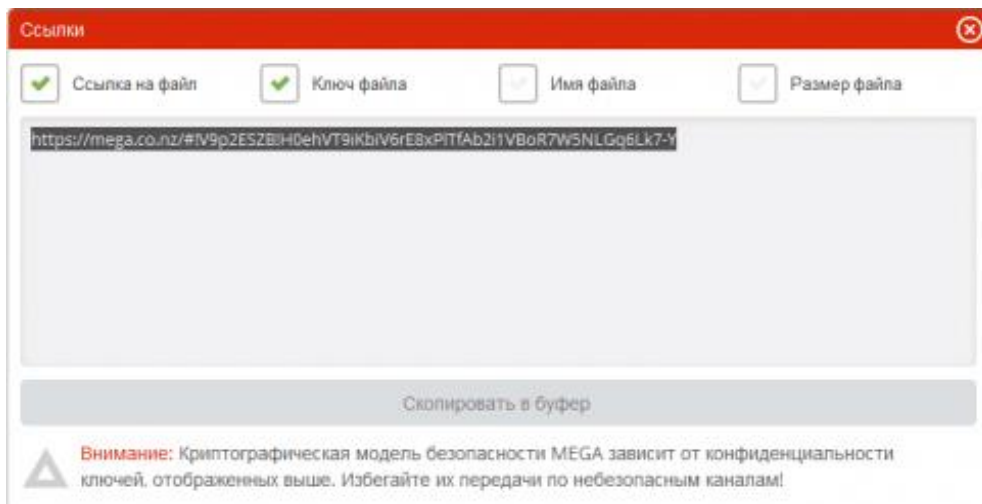 Ссылки
Ссылка на файл Ключ файла Имя файла Размер файла
https://mega.co.nz/#!V9p2ESZB!H0ehVT9iKbiV6rE8xPlTfAb2i1VBoR7W5NLGq6Lk7-Y
Скопировать в буфер
Внимание: Криптографическая модель безопасности MEGA зависит от конфиденциальности
ключей, отображенных выше. Избегайте их передачи по небезопасным каналам!